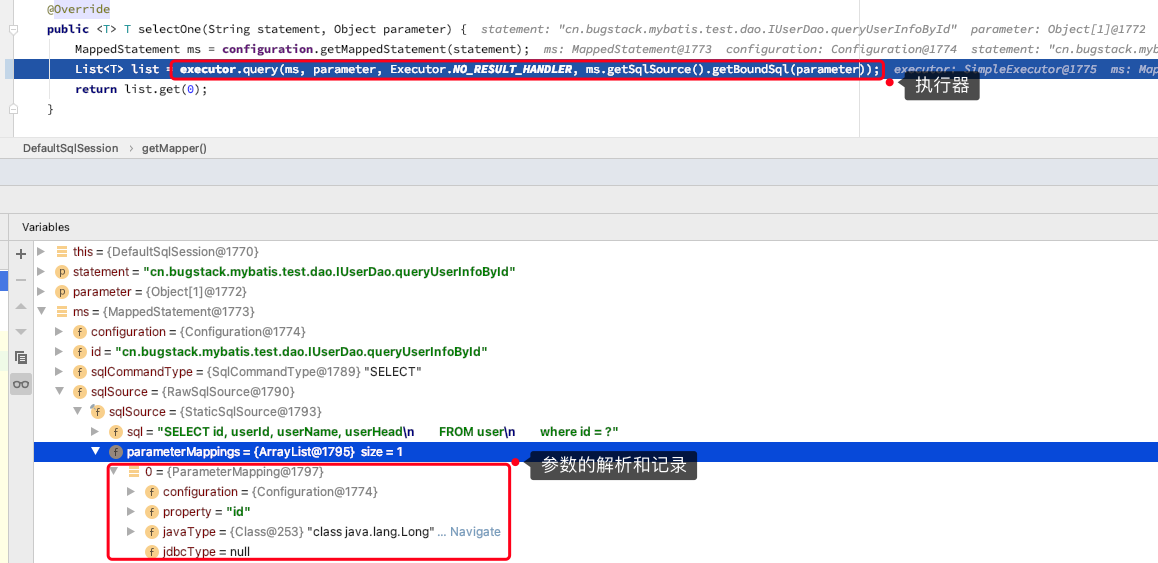 @Override
public <T> T selectOne(String statement, Object parameter) {  statement: "cn.bugstack.mybatis.test.dao.IUserDao.queryUserInfoById"  parameter: Object[1]@1772
MappedStatement ms = configuration.getMappedStatement(statement);  ms: MappedStatement@1773  configuration: Configuration@1774  statement: "cn.bugstack.myb
List<T> list = executor.query(ms, parameter, Executor.NO_RESULT_HANDLER, ms.getSqlSource().getBoundSql(parameter));  executor: SimpleExecutor@1775  ms: Map
执行器
return list.get(0);
}
DefaultSqlSession › getMapper()
Variables
this = {DefaultSqlSession@1770}
p statement = "cn.bugstack.mybatis.test.dao.IUserDao.queryUserInfoById"
p parameter = {Object[1]@1772}
ms = {MappedStatement@1773}
f configuration = {Configuration@1774}
f id = "cn.bugstack.mybatis.test.dao.IUserDao.queryUserInfoById"
f sqlCommandType = {SqlCommandType@1789} "SELECT"
f sqlSource = {RawSqlSource@1790}
f sqlSource = {StaticSqlSource@1793}
f sql = "SELECT id, userId, userName, userHead\n        FROM user\n        where id = ?"
f parameterMappings = {ArrayList@1795}  size = 1
参数的解析和记录
0 = {ParameterMapping@1797}
f configuration = {Configuration@1774}
f property = "id"
f javaType = {Class@253} "class java.lang.Long" ... Navigate
f jdbcType = null